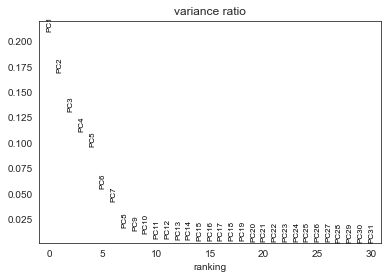 variance ratio
0.200
0.175
0.150
0.125
0.100
0.075
0.050
0.025
PC1
PC2
PC3
PC4
PC5
PC6
PC7
PC8
PC9
PC10
PC11
PC12
PC13
PC14
PC15
PC16
PC17
PC18
PC19
PC20
PC21
PC22
PC23
PC24
PC25
PC26
PC27
PC28
PC29
PC30
PC31
0 5 10 15 20 25 30
ranking